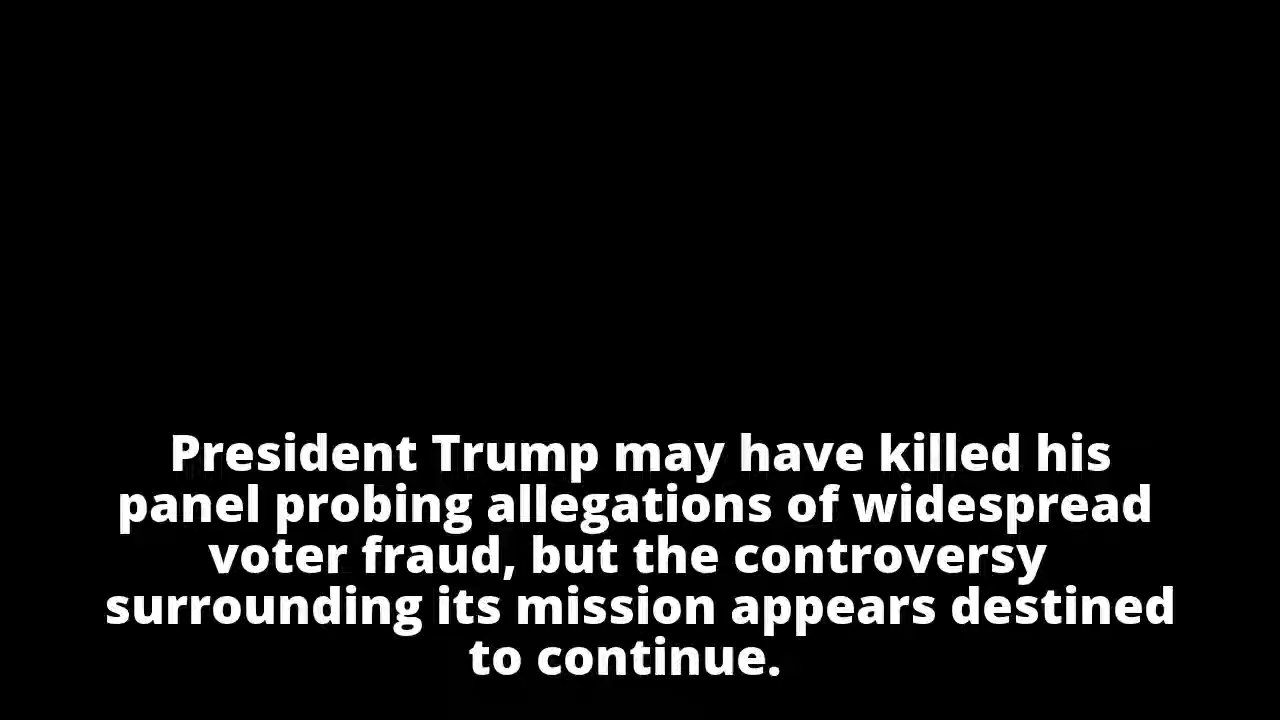 President Trump may have killed his
panel probing allegations of widespread
voter fraud, but the controversy
surrounding its mission appears destined
to continue.